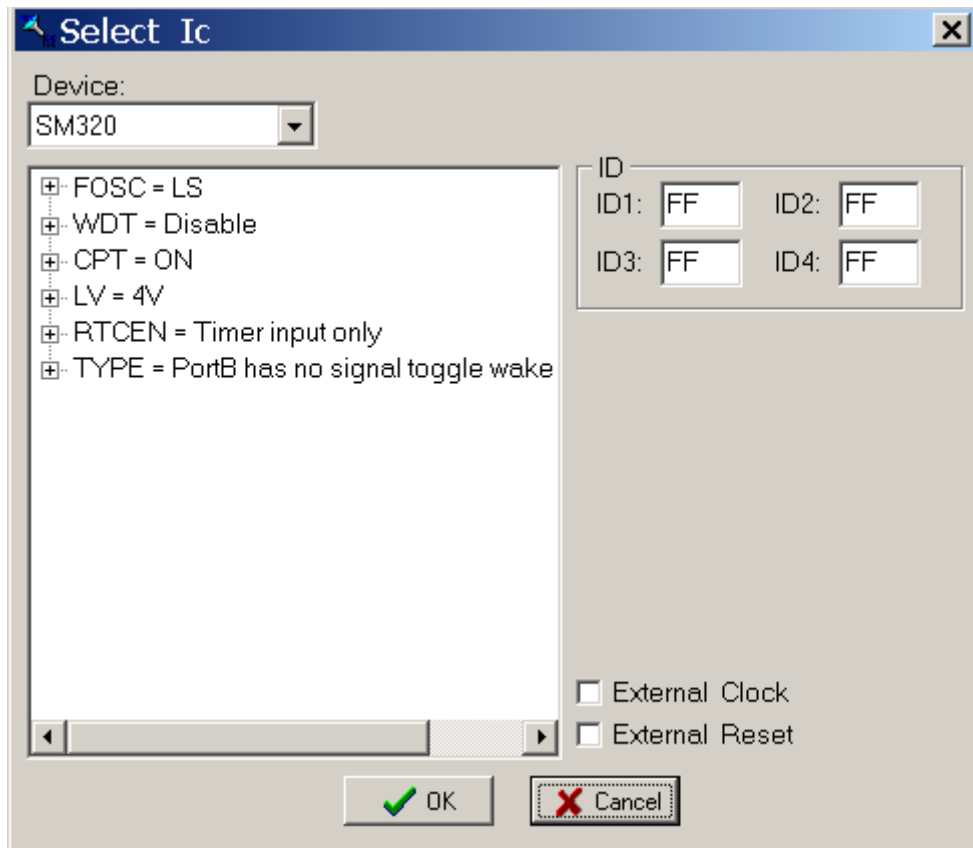 Select Ic
Device:
SM320
FOSC = LS
WDT = Disable
CPT = ON
LV = 4V
RTCEN = Timer input only
TYPE = PortB has no signal toggle wake
ID
ID1: FF ID2: FF
ID3: FF ID4: FF
External Clock
External Reset
OK Cancel